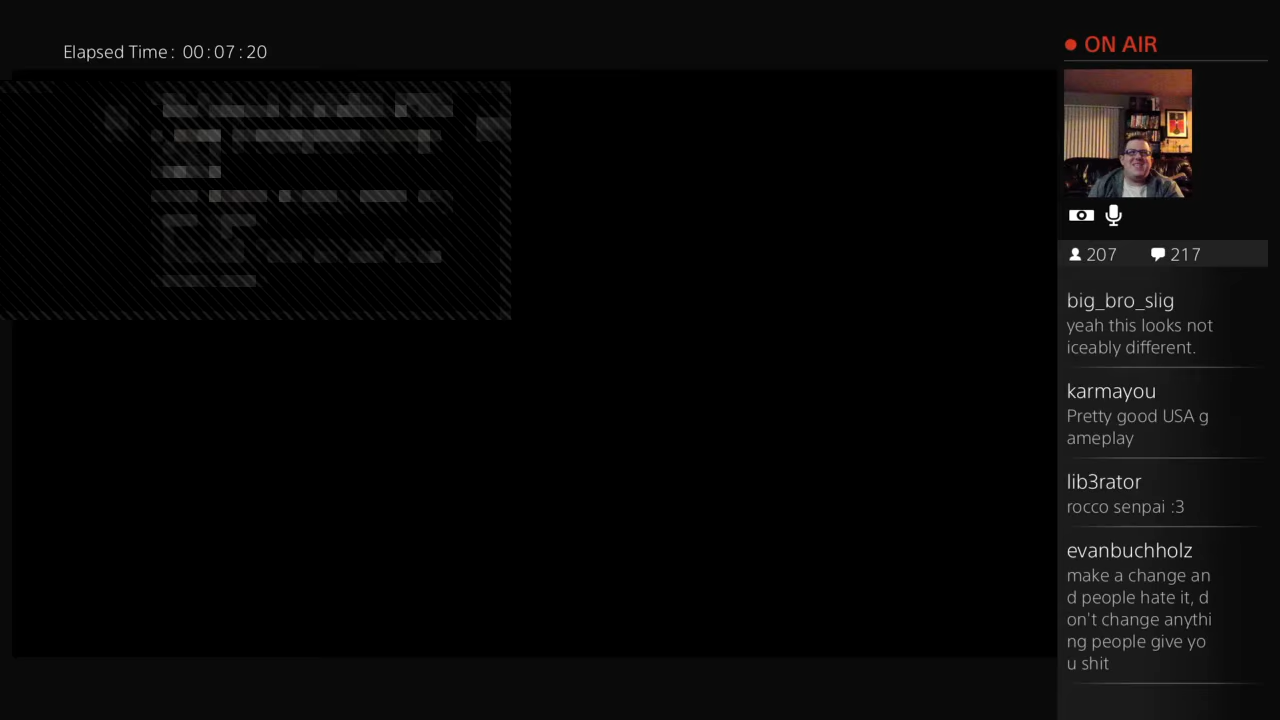 Elapsed Time: 00:07:20
ON AIR
207 217
big_bro_slig
yeah this looks not
iceably different.
karmayou
Pretty good USA g
ameplay
lib3rator
rocco senpai :3
evanbuchholz
make a change an
d people hate it, d
on't change anythi
ng people give yo
u shit